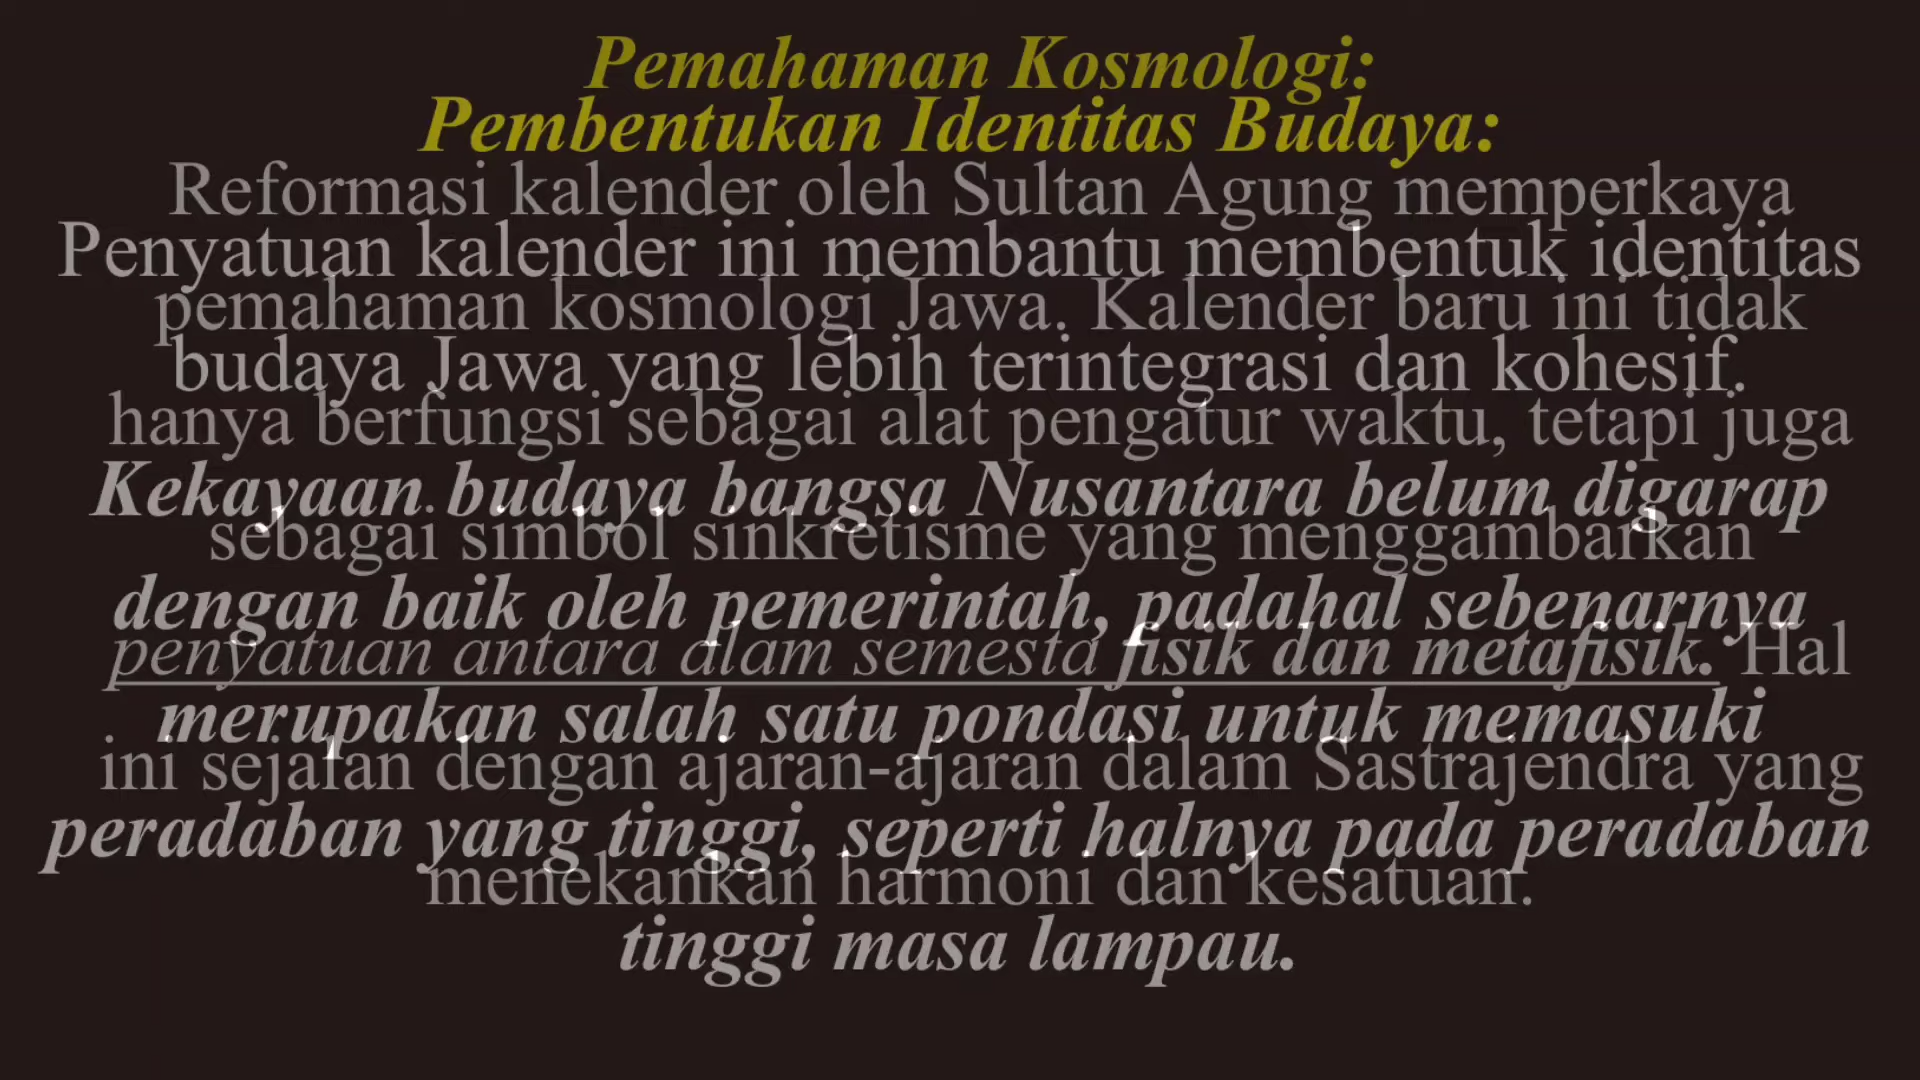 Pemahaman Kosmologi:
Pembentukan Identitas Budaya:
Reformasi kalender oleh Sultan Agung memperkaya
Penyatuan kalender ini membantu membentuk identitas
pemahaman kosmologi Jawa. Kalender baru ini tidak
budaya Jawa yang lebih terintegrasi dan kohesif.
hanya berfungsi sebagai alat pengatur waktu, tetapi juga
Kekayaan budaya bangsa Nusantara belum digarap
sebagai simbol sinkretisme yang menggambarkan
dengan baik oleh pemerintah, padahal sebenarnya
penyatuan antara alam semesta fisik dan metafisik. Hal
merupakan salah satu pondasi untuk memasuki
ini sejalan dengan ajaran-ajaran dalam Sastrajendra yang
peradaban yang tinggi, seperti halnya pada peradaban
menekankan harmoni dan kesatuan.
tinggi masa lampau.